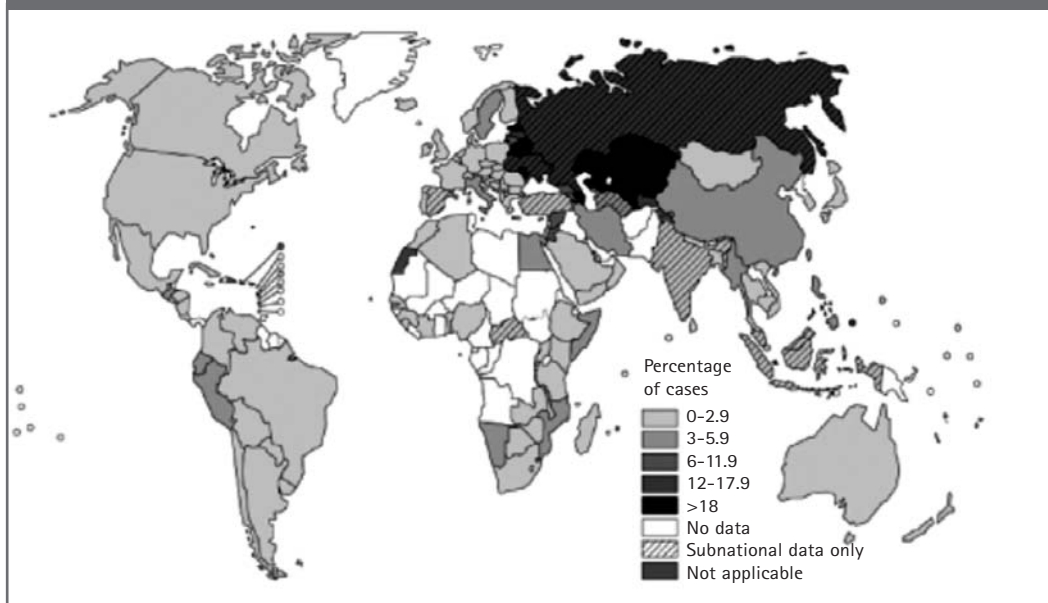 Percentage
of cases
0-2.9
3-5.9
6-11.9
12-17.9
>18
No data
Subnational data only
Not applicable